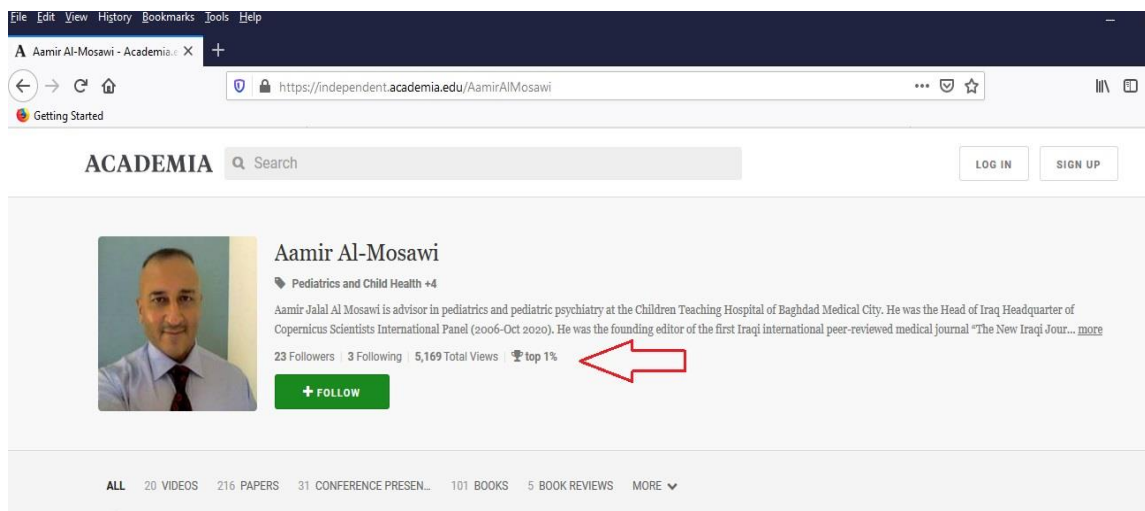 File Edit View History Bookmarks Tools Help
A Aamir Al-Mosawi - Academia.e
https://independent.academia.edu/AamirAlMosawi
Getting Started
ACADEMIA Search LOG IN SIGN UP
Aamir Al-Mosawi
Pediatrics and Child Health +4
Aamir Jalal Al Mosawi is advisor in pediatrics and pediatric psychiatry at the Children Teaching Hospital of Baghdad Medical City. He was the Head of Iraq Headquarter of
Copernicus Scientists International Panel (2006-Oct 2020). He was the founding editor of the first Iraqi international peer-reviewed medical journal "The New Iraqi Jour... more
23 Followers | 3 Following | 5,169 Total Views | top 1%
+ FOLLOW
ALL 20 VIDEOS 216 PAPERS 31 CONFERENCE PRESEN... 101 BOOKS 5 BOOK REVIEWS MORE